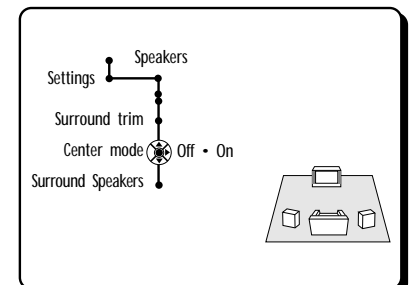 Speakers
Settings
Surround trim
Center mode Off • On
Surround Speakers